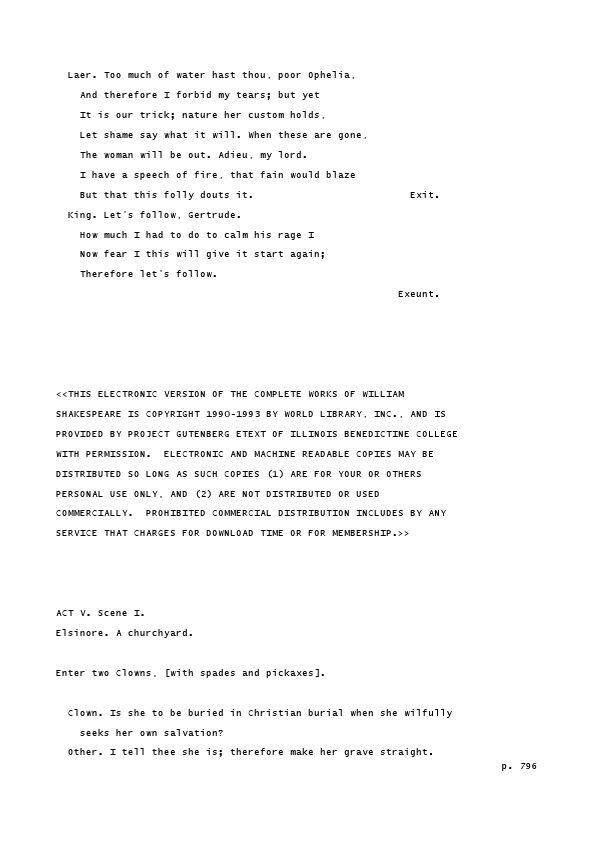 Laer. Too much of water hast thou, poor Ophelia,
And therefore I forbid my tears; but yet
It is our trick; nature her custom holds,
Let shame say what it will. When these are gone,
The woman will be out. Adieu, my lord.
I have a speech of fire, that fain would blaze
But that this folly douts it. Exit.
King. Let's follow, Gertrude.
How much I had to do to calm his rage I
Now fear I this will give it start again;
Therefore let's follow.
Exeunt.
<<THIS ELECTRONIC VERSION OF THE COMPLETE WORKS OF WILLIAM
SHAKESPEARE IS COPYRIGHT 1990-1993 BY WORLD LIBRARY, INC., AND IS
PROVIDED BY PROJECT GUTENBERG ETEXT OF ILLINOIS BENEDICTINE COLLEGE
WITH PERMISSION.  ELECTRONIC AND MACHINE READABLE COPIES MAY BE
DISTRIBUTED SO LONG AS SUCH COPIES (1) ARE FOR YOUR OR OTHERS
PERSONAL USE ONLY, AND (2) ARE NOT DISTRIBUTED OR USED
COMMERCIALLY.  PROHIBITED COMMERCIAL DISTRIBUTION INCLUDES BY ANY
SERVICE THAT CHARGES FOR DOWNLOAD TIME OR FOR MEMBERSHIP.>>
ACT V. Scene I.
Elsinore. A churchyard.
Enter two Clowns, [with spades and pickaxes].
Clown. Is she to be buried in Christian burial when she wilfully
seeks her own salvation?
Other. I tell thee she is; therefore make her grave straight.
p. 796